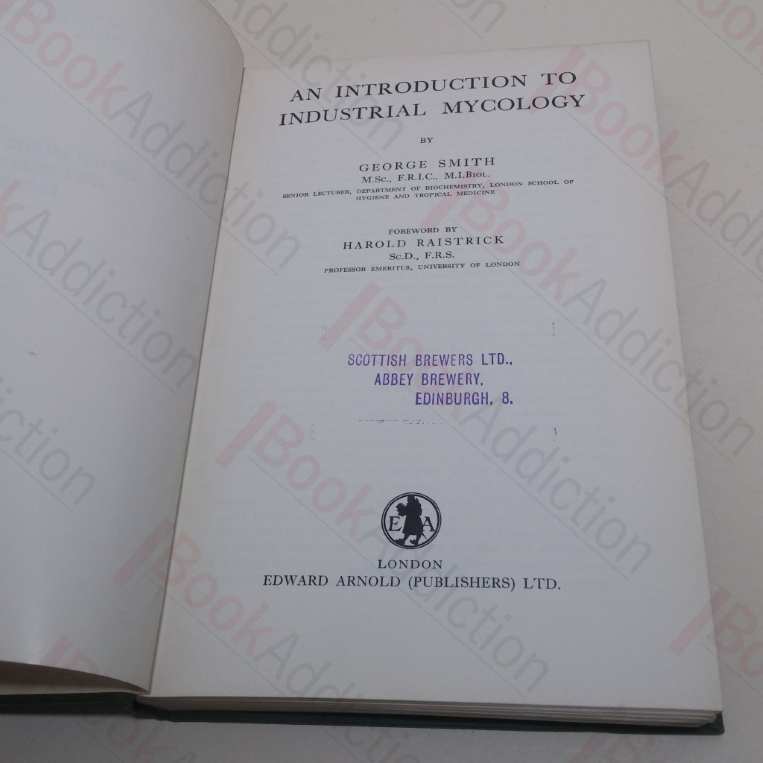 AN INTRODUCTION TO
INDUSTRIAL MYCOLOGY
BY
GEORGE SMITH
M.Sc., F.R.I.C., M.I.BIOL.
SENIOR LECTURER, DEPARTMENT OF BIOCHEMISTRY, LONDON SCHOOL OF
HYGIENE AND TROPICAL MEDICINE
FOREWORD BY
HAROLD RAISTRICK
Sc.D., F.R.S.
PROFESSOR EMERITUS, UNIVERSITY OF LONDON
SCOTTISH BREWERS LTD.,
ABBEY BREWERY,
EDINBURGH, 8.
E A
LONDON
EDWARD ARNOLD (PUBLISHERS) LTD.
BookAddiction